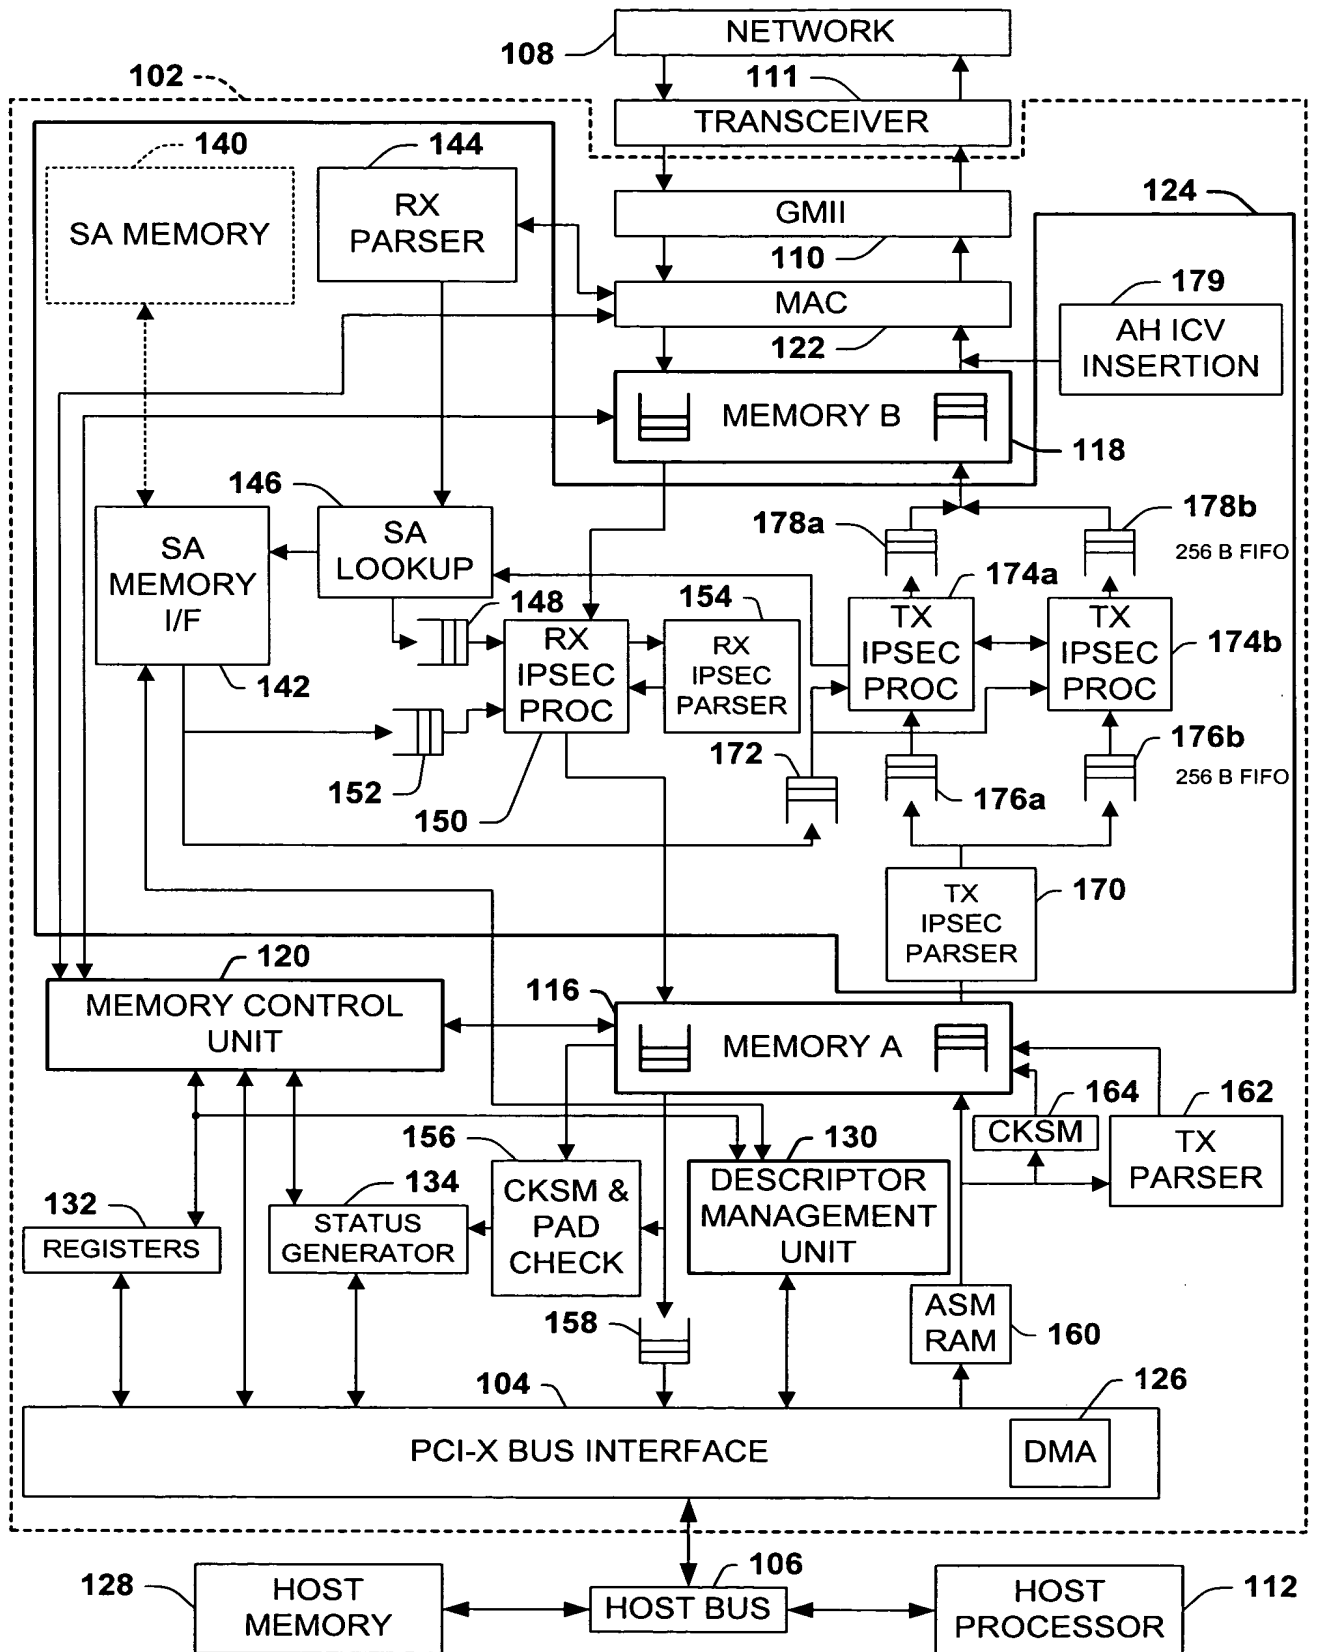 NETWORK
108
111
102
TRANSCEIVER
140
144
124
SA MEMORY
RX
PARSER
GMII
110
179
MAC
122
AH ICV
INSERTION
MEMORY B
118
146
178a
178b
256 B FIFO
SA
MEMORY
I/F
SA
LOOKUP
148
154
174a
TX
IPSEC
PROC
TX
IPSEC
PROC
174b
RX
IPSEC
PROC
RX
IPSEC
PARSER
142
152
150
172
176a
176b
256 B FIFO
TX
IPSEC
PARSER
170
120
MEMORY CONTROL
UNIT
116
MEMORY A
164
162
CKSM
TX
PARSER
156
130
CKSM &
PAD
CHECK
DESCRIPTOR
MANAGEMENT
UNIT
132
134
REGISTERS
STATUS
GENERATOR
158
ASM
RAM
160
104
126
PCI-X BUS INTERFACE
DMA
128
HOST
MEMORY
106
HOST BUS
HOST
PROCESSOR
112